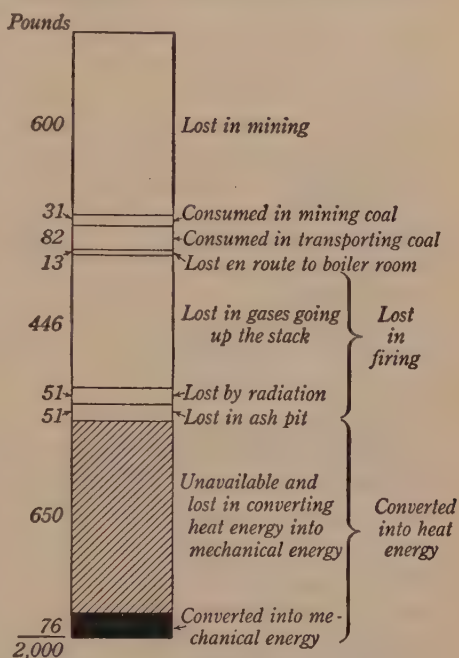 Pounds
600 Lost in mining
31 Consumed in mining coal
82 Consumed in transporting coal
13 Lost en route to boiler room
446 Lost in gases going
up the stack
Lost
in
firing
51 Lost by radiation
51 Lost in ash pit
650 Unavailable and
lost in converting
heat energy into
mechanical energy
Converted
into heat
energy
76 Converted into me-
chanical energy
2,000